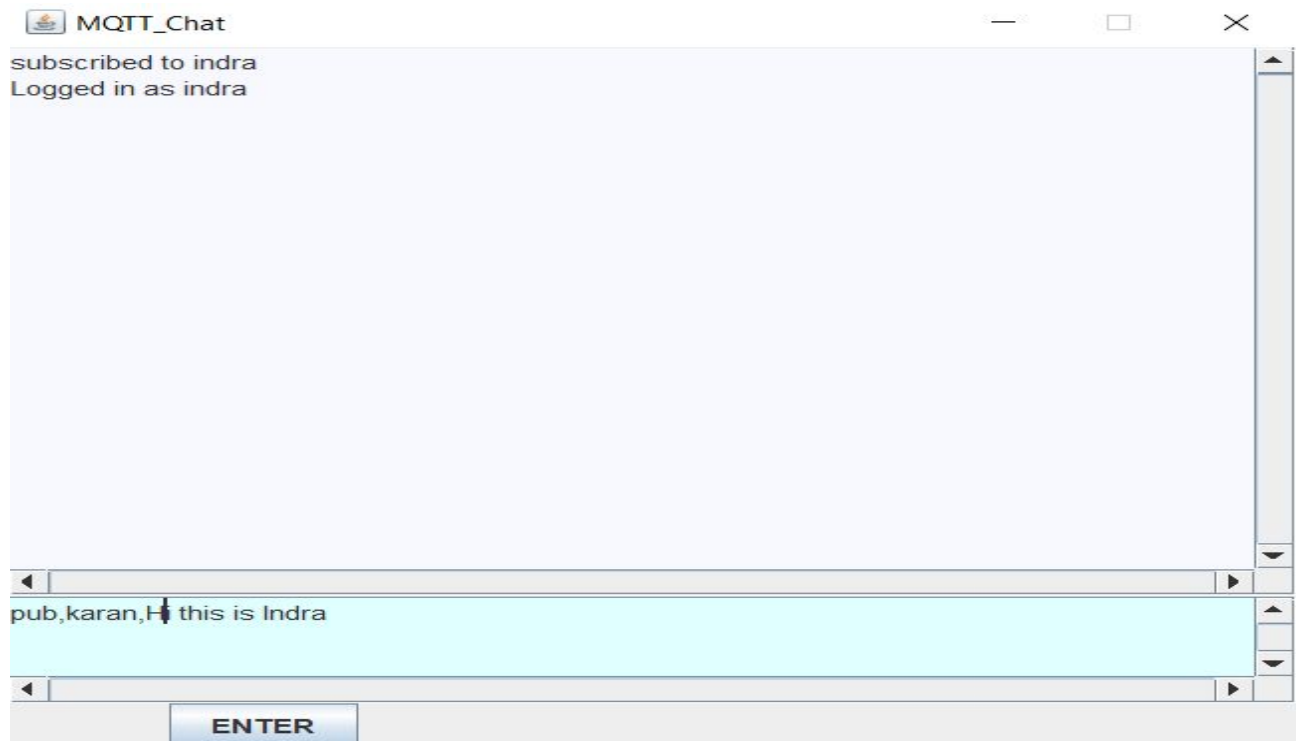 MQTT_Chat
subscribed to indra
Logged in as indra
pub,karan,Hi this is Indra
ENTER